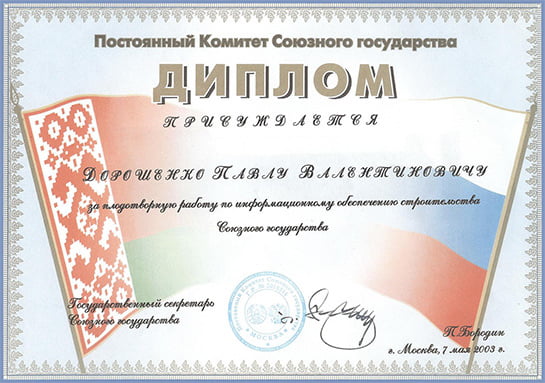 Постоянный Комитет Союзного государства
ДИПЛОМ
ПРИСУЖДАЕТСЯ
Дорошенко Павлу Валентиновичу
за плодотворную работу по информационному обеспечению строительства
Союзного государства
Государственный секретарь
Союзного государства
П.Бородин
г. Москва, 7 мая 2003 г.
МОСКВА